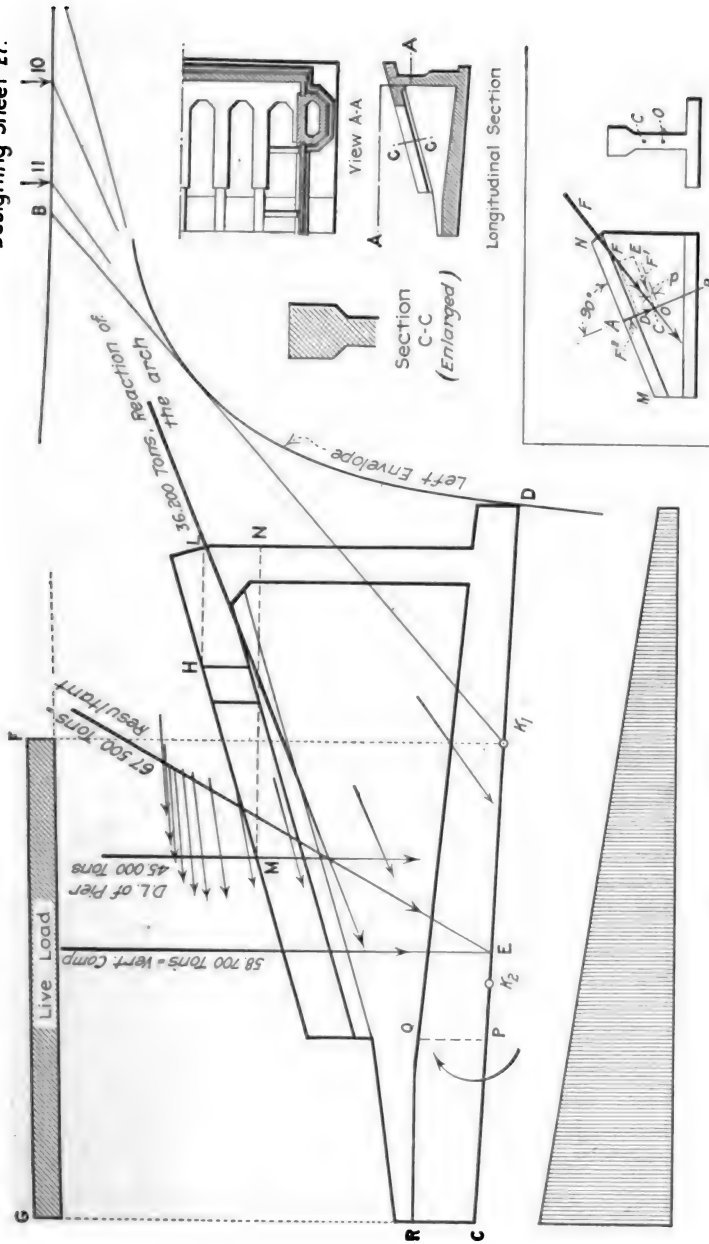 Designing Sheet 27.
10
11
B
G
Live Load
F
67.500 Tons =
Resultant
D.L. of Pier
45.000 Tons
58.700 Tons = Vert. Comp
36.200 Tons, Reaction of
the arch
Left Envelope
H
L
N
M
K1
K2
E
Q
P
R
C
D
View A-A
Section
C-C
(Enlarged)
A
A
C
C
Longitudinal Section
N
F
90°
A
F
E
F'
F"
D
C
O
P
M
B
C
O